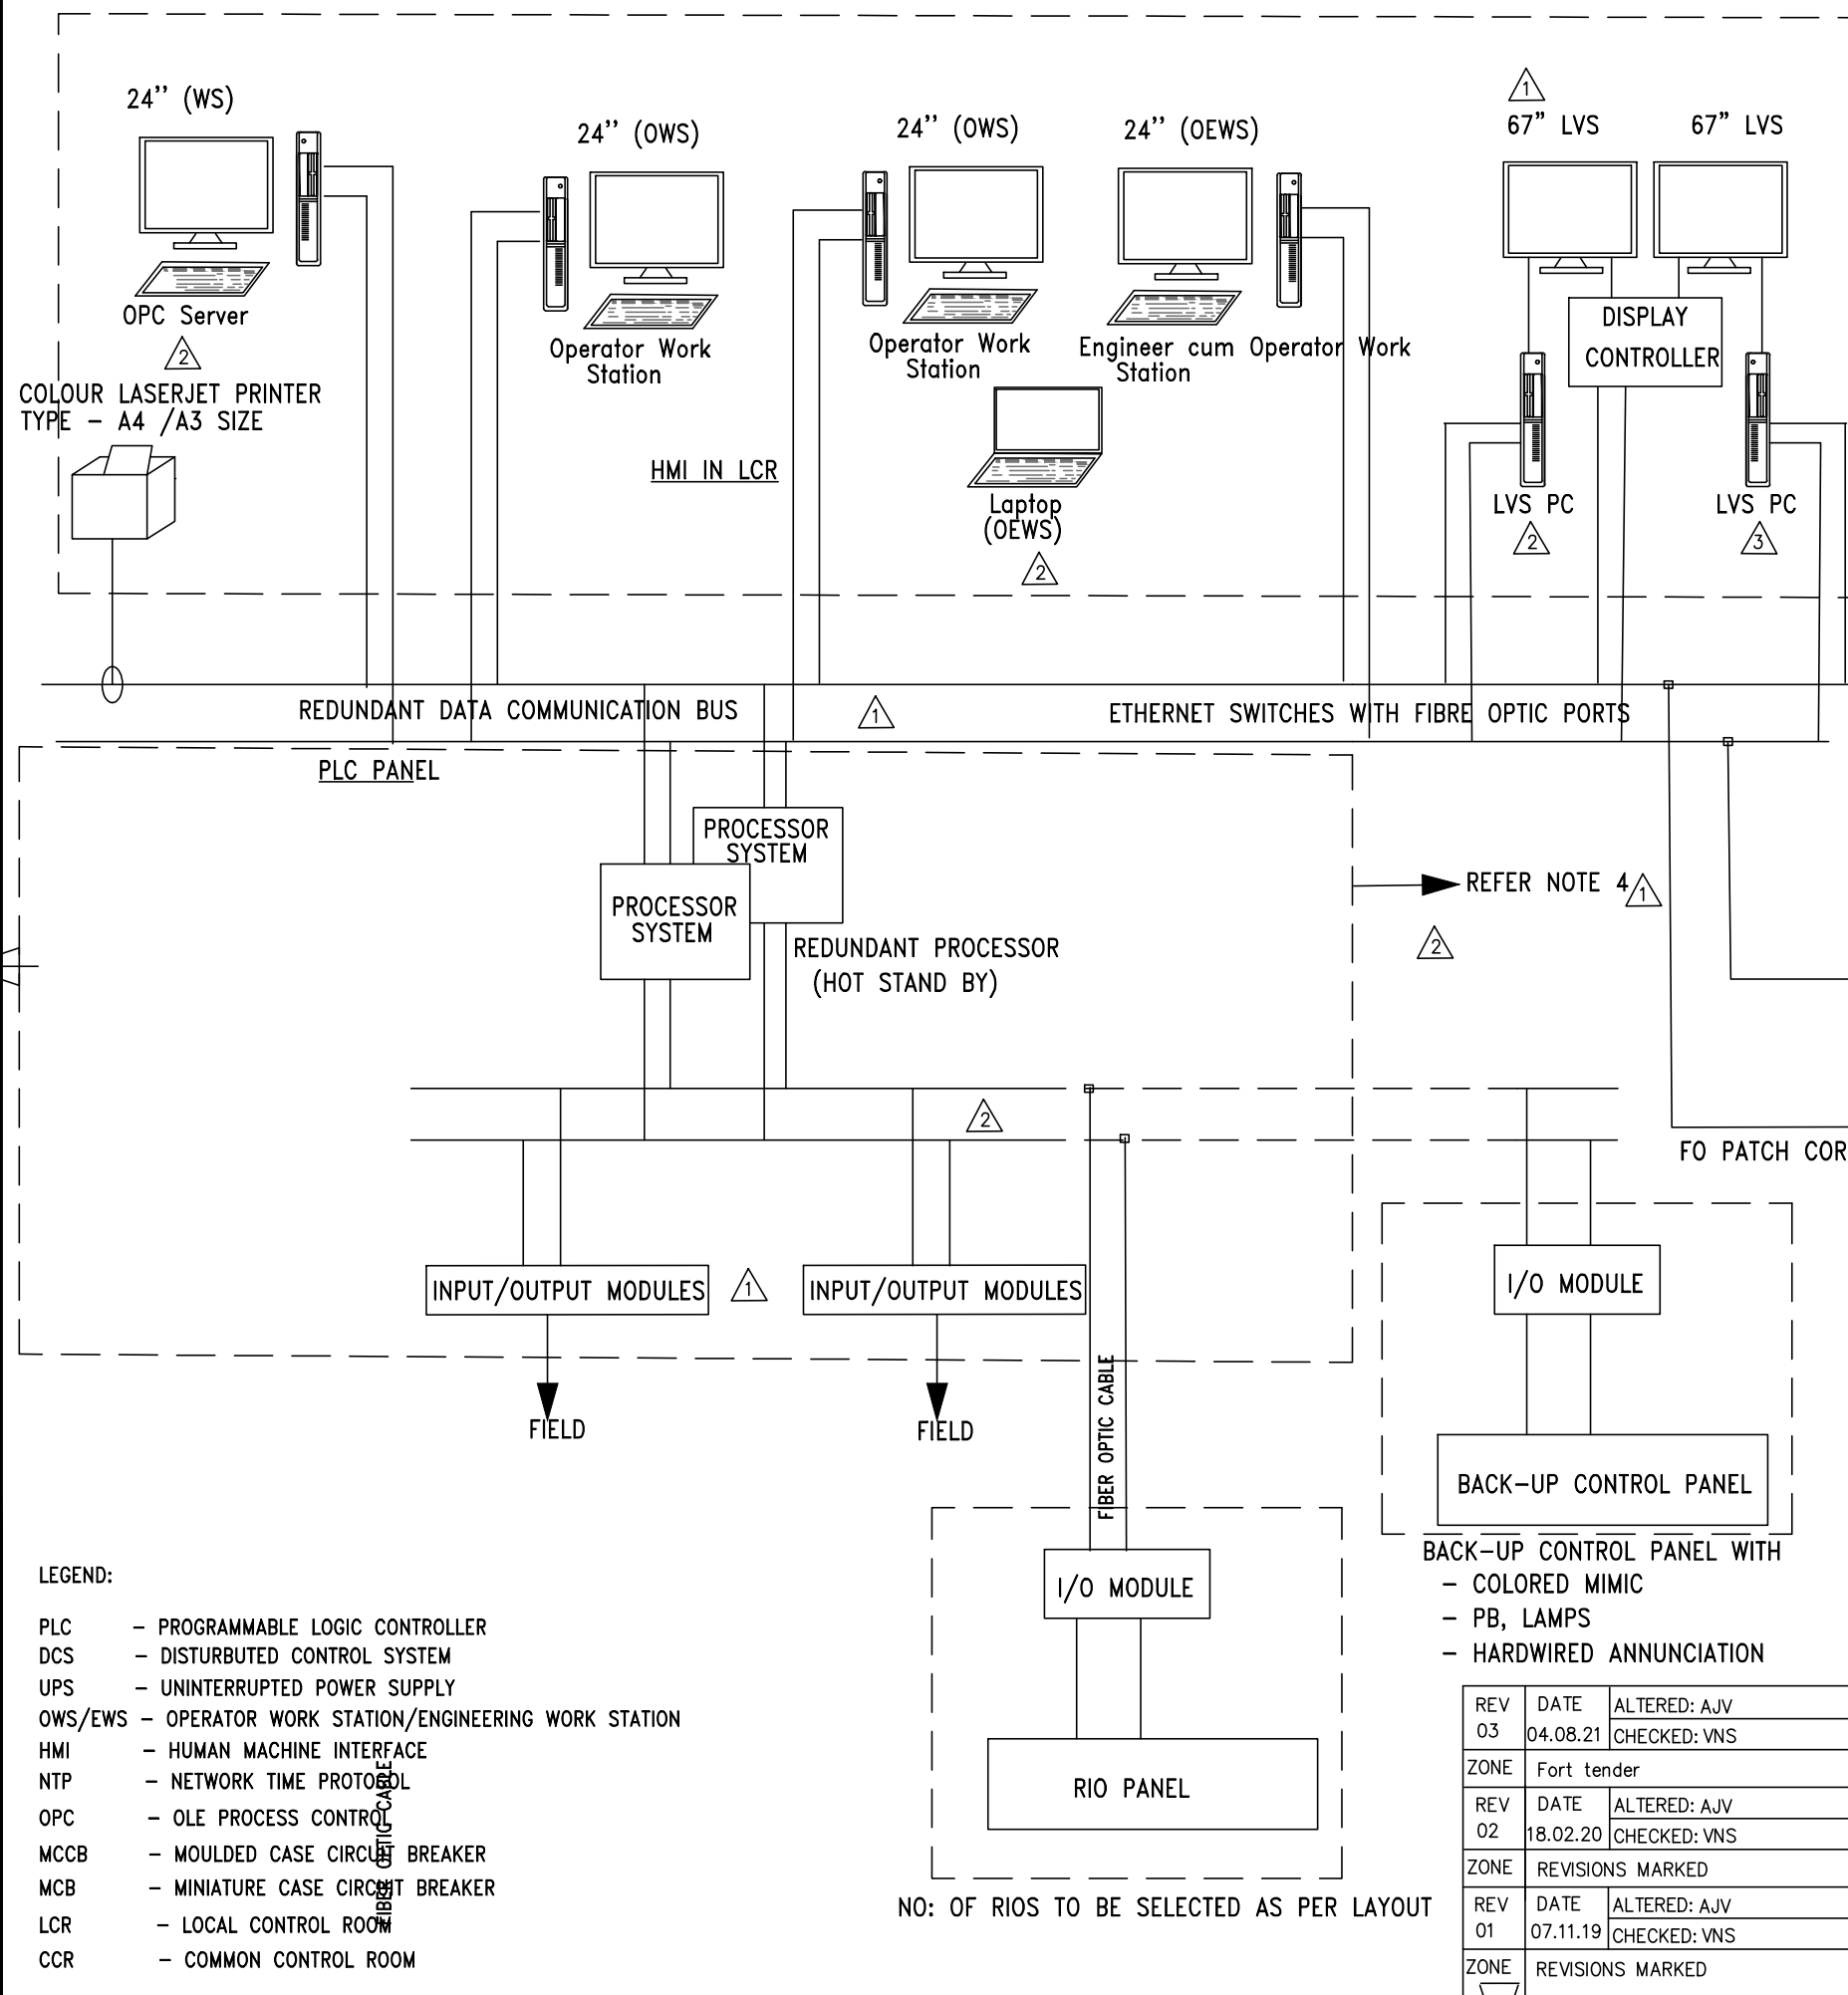 24'' (WS)
24'' (OWS)
24'' (OWS)
24'' (OEWS)
1
67" LVS
67" LVS
OPC Server
2
Operator Work
Station
Operator Work
Station
Engineer cum Operator Work
Station
DISPLAY
CONTROLLER
COLOUR LASERJET PRINTER
TYPE – A4 /A3 SIZE
HMI IN LCR
Laptop
(OEWS)
2
LVS PC
2
LVS PC
3
REDUNDANT DATA COMMUNICATION BUS
1
ETHERNET SWITCHES WITH FIBRE OPTIC PORTS
PLC PANEL
PROCESSOR
SYSTEM
PROCESSOR
SYSTEM
REDUNDANT PROCESSOR
(HOT STAND BY)
REFER NOTE 4
1
2
2
FO PATCH COR
INPUT/OUTPUT MODULES
1
INPUT/OUTPUT MODULES
I/O MODULE
FIELD
FIELD
FIBER OPTIC CABLE
BACK-UP CONTROL PANEL
BACK-UP CONTROL PANEL WITH
– COLORED MIMIC
– PB, LAMPS
– HARDWIRED ANNUNCIATION
I/O MODULE
RIO PANEL
NO: OF RIOS TO BE SELECTED AS PER LAYOUT
LEGEND:
PLC – PROGRAMMABLE LOGIC CONTROLLER
DCS – DISTURBUTED CONTROL SYSTEM
UPS – UNINTERRUPTED POWER SUPPLY
OWS/EWS – OPERATOR WORK STATION/ENGINEERING WORK STATION
HMI – HUMAN MACHINE INTERFACE
NTP – NETWORK TIME PROTOCOL
OPC – OLE PROCESS CONTROL
MCCB – MOULDED CASE CIRCUIT BREAKER
MCB – MINIATURE CASE CIRCUIT BREAKER
LCR – LOCAL CONTROL ROOM
CCR – COMMON CONTROL ROOM
FIBER OPTIC CABLE
REV 03 DATE 04.08.21 ALTERED: AJV
CHECKED: VNS
ZONE Fort tender
REV 02 DATE 18.02.20 ALTERED: AJV
CHECKED: VNS
ZONE REVISIONS MARKED
REV 01 DATE 07.11.19 ALTERED: AJV
CHECKED: VNS
ZONE REVISIONS MARKED